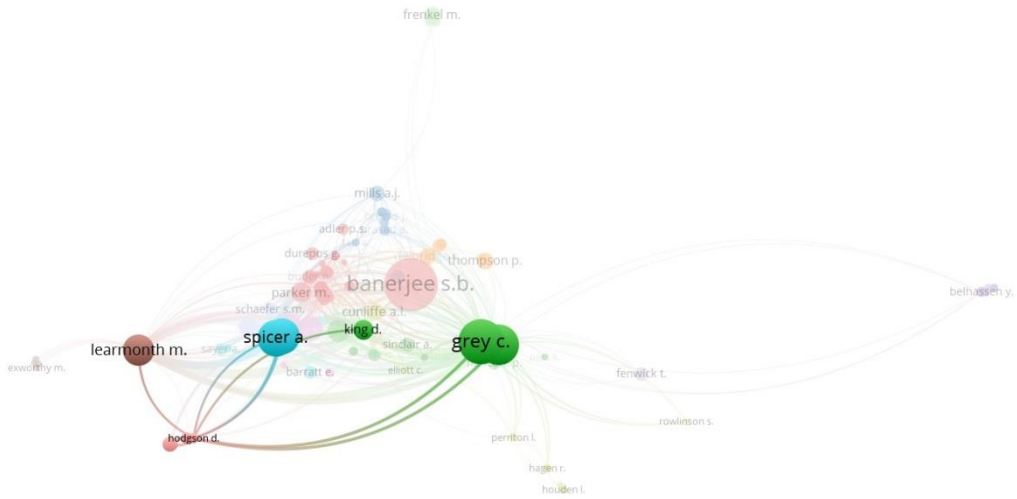 frenkel m.
mills a.j.
adler p.s.
durepos g.
thompson p.
banerjee s.b.
parker m.
belhassen y.
schaefer s.m.
cunliffe a.l.
king d.
spicer a.
grey c.
learmonth m.
sinclair a.
exworthy m.
barratt e.
elliott c.
fenwick t.
rowlinson s.
hodgson d.
perriton l.
hagen r.
houden l.